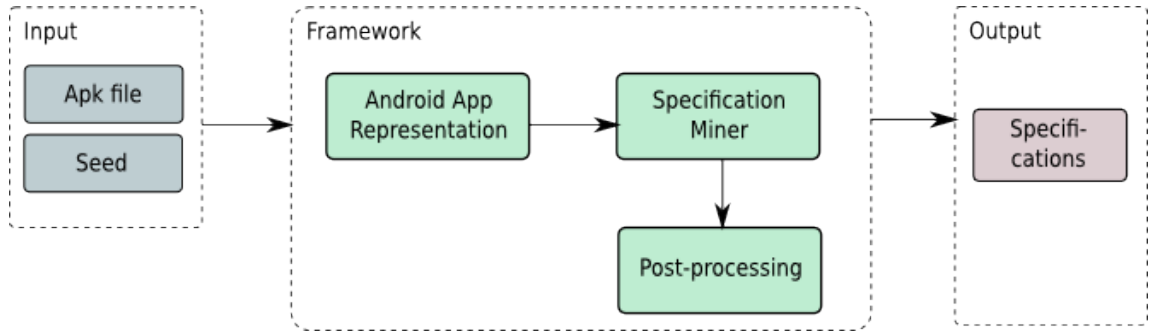 Input
Apk file
Seed
Framework
Android App
Representation
Specification
Miner
Post-processing
Output
Specifi-
cations